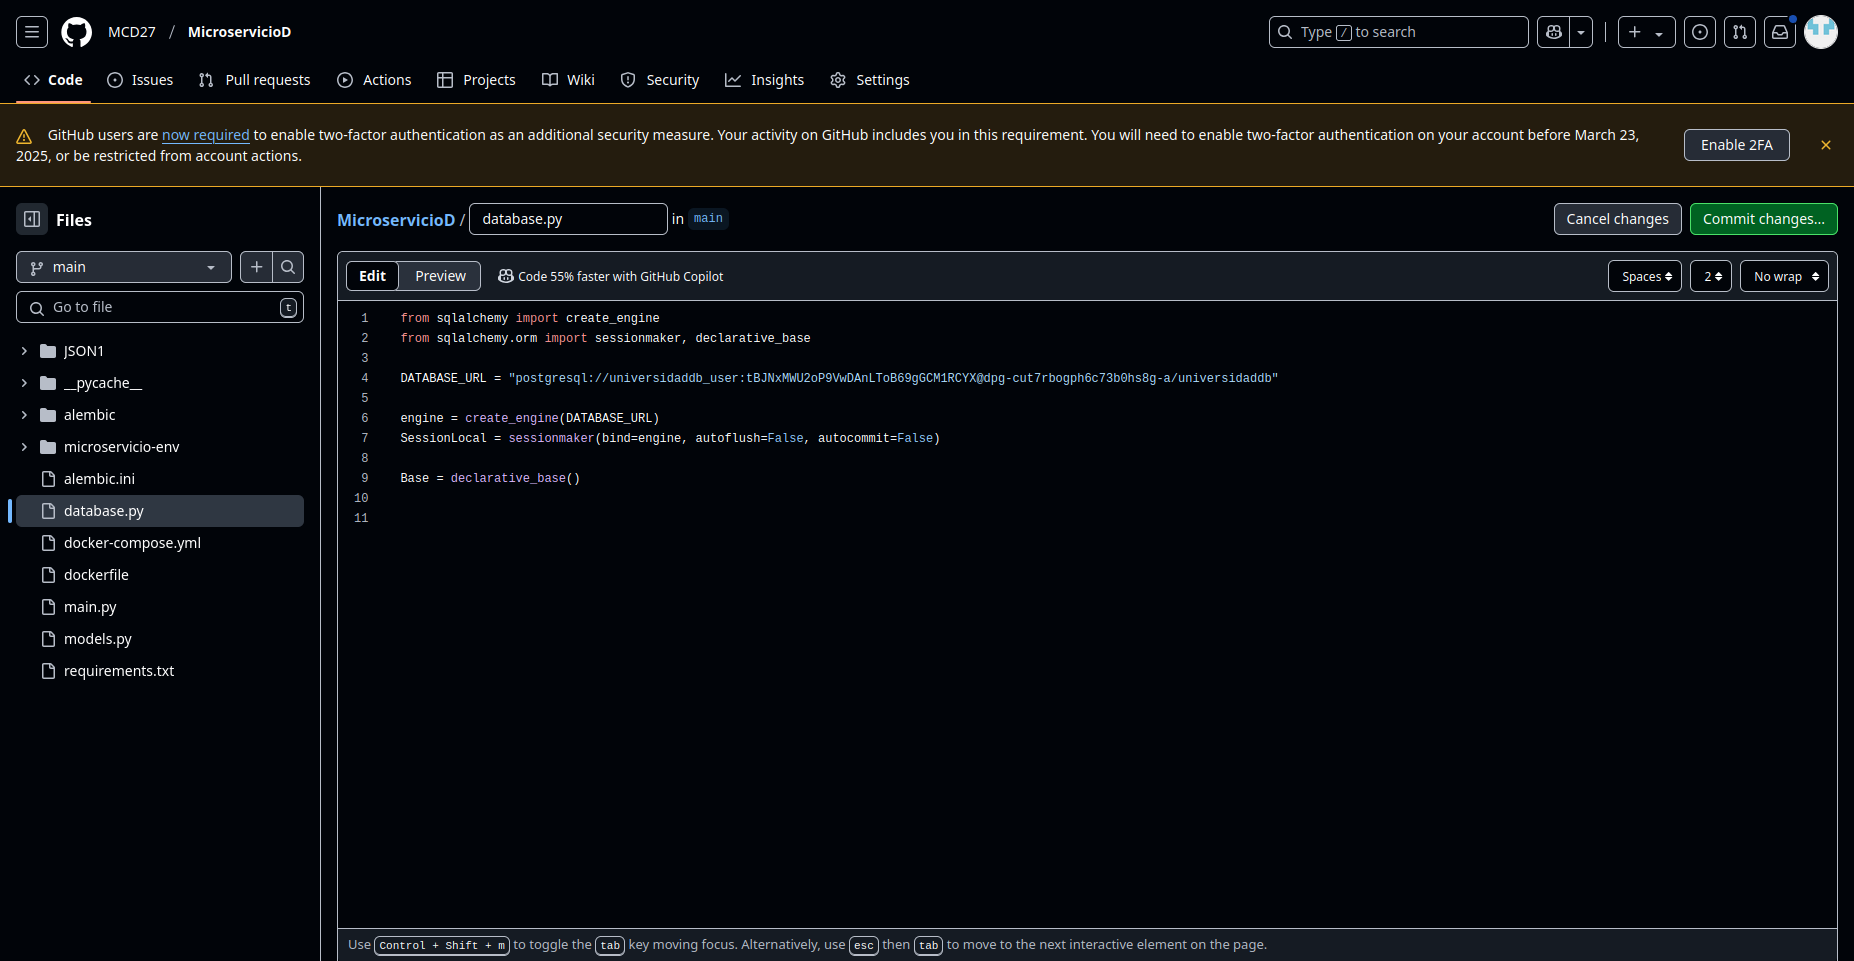 MCD27 / MicroservicioD
Type / to search
Code Issues Pull requests Actions Projects Wiki Security Insights Settings
GitHub users are now required to enable two-factor authentication as an additional security measure. Your activity on GitHub includes you in this requirement. You will need to enable two-factor authentication on your account before March 23,
2025, or be restricted from account actions.
Enable 2FA
Files
main
Go to file t
JSON1
__pycache__
alembic
microservicio-env
alembic.ini
database.py
docker-compose.yml
dockerfile
main.py
models.py
requirements.txt
MicroservicioD / database.py in main
Cancel changes Commit changes...
Edit Preview Code 55% faster with GitHub Copilot
Spaces 2 No wrap
1 from sqlalchemy import create_engine
2 from sqlalchemy.orm import sessionmaker, declarative_base
3
4 DATABASE_URL = "postgresql://universidaddb_user:tBJNxMWU2oP9VwDAnLToB69gGCM1RCYX@dpg-cut7rbogph6c73b0hs8g-a/universidaddb"
5
6 engine = create_engine(DATABASE_URL)
7 SessionLocal = sessionmaker(bind=engine, autoflush=False, autocommit=False)
8
9 Base = declarative_base()
10
11
Use Control + Shift + m to toggle the tab key moving focus. Alternatively, use esc then tab to move to the next interactive element on the page.